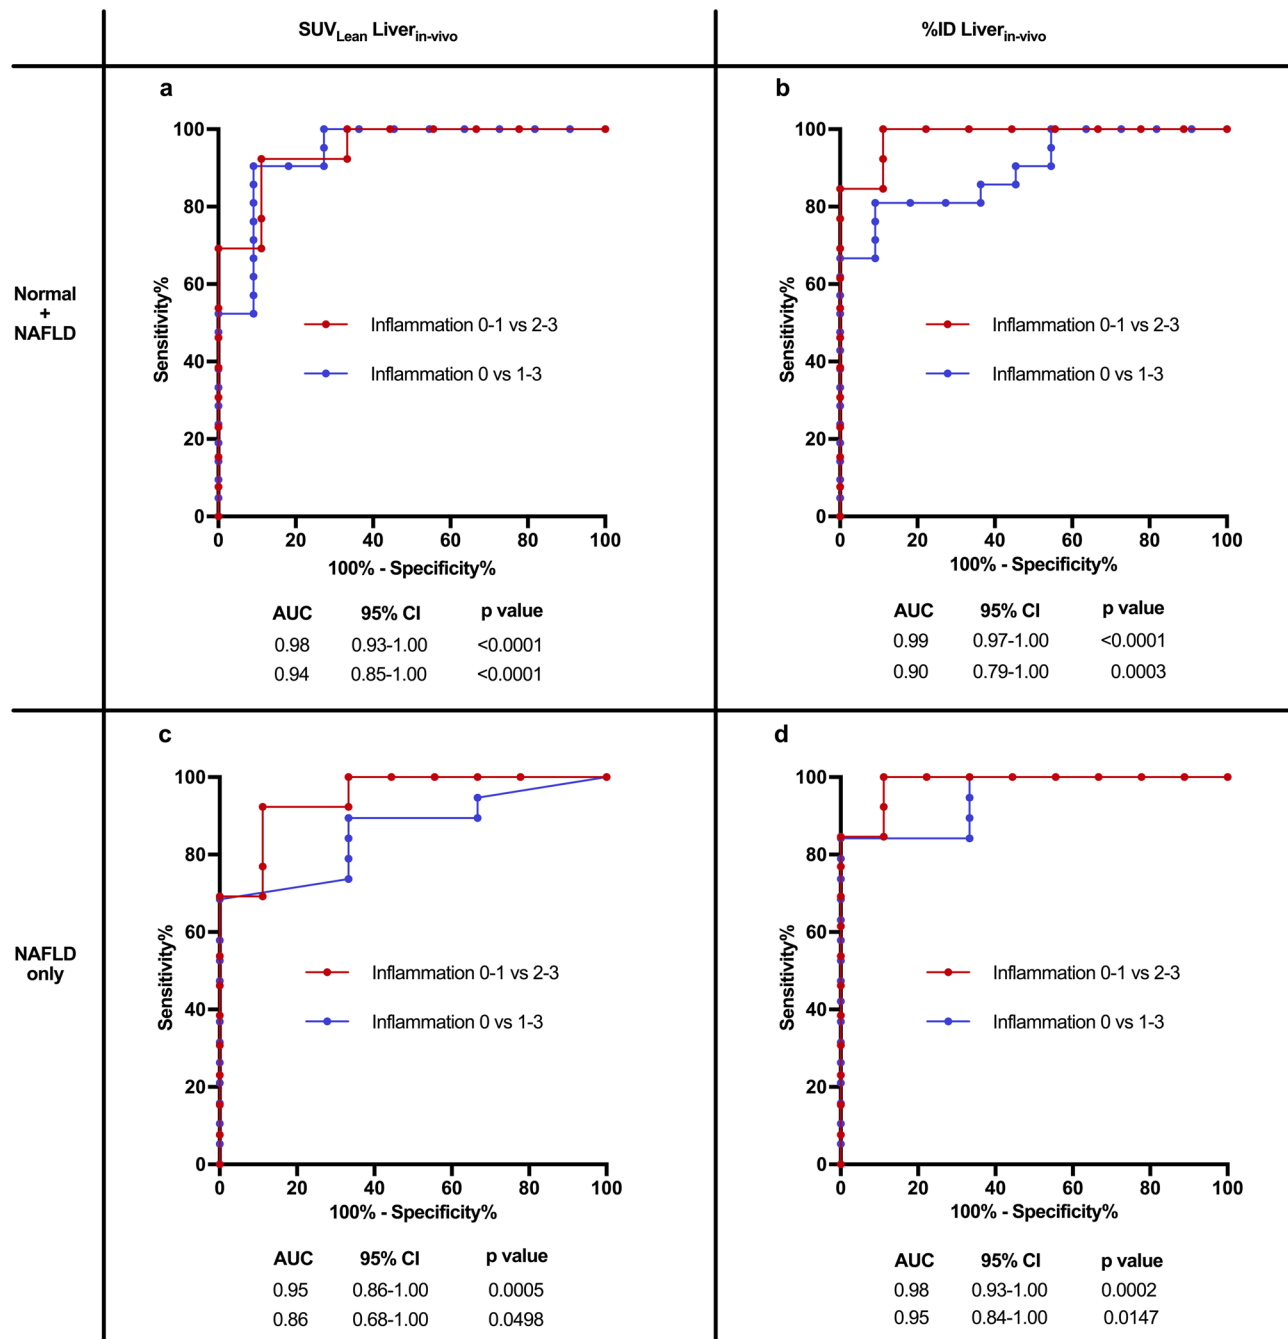 SUVLean Liverin-vivo
%ID Liverin-vivo
Normal
+
NAFLD
a
100
80
60
40
20
0
Sensitivity%
Inflammation 0-1 vs 2-3
Inflammation 0 vs 1-3
0 20 40 60 80 100
100% - Specificity%
AUC 95% CI p value
0.98 0.93-1.00 <0.0001
0.94 0.85-1.00 <0.0001
b
100
80
60
40
20
0
Sensitivity%
Inflammation 0-1 vs 2-3
Inflammation 0 vs 1-3
0 20 40 60 80 100
100% - Specificity%
AUC 95% CI p value
0.99 0.97-1.00 <0.0001
0.90 0.79-1.00 0.0003
NAFLD
only
c
100
80
60
40
20
0
Sensitivity%
Inflammation 0-1 vs 2-3
Inflammation 0 vs 1-3
0 20 40 60 80 100
100% - Specificity%
AUC 95% CI p value
0.95 0.86-1.00 0.0005
0.86 0.68-1.00 0.0498
d
100
80
60
40
20
0
Sensitivity%
Inflammation 0-1 vs 2-3
Inflammation 0 vs 1-3
0 20 40 60 80 100
100% - Specificity%
AUC 95% CI p value
0.98 0.93-1.00 0.0002
0.95 0.84-1.00 0.0147